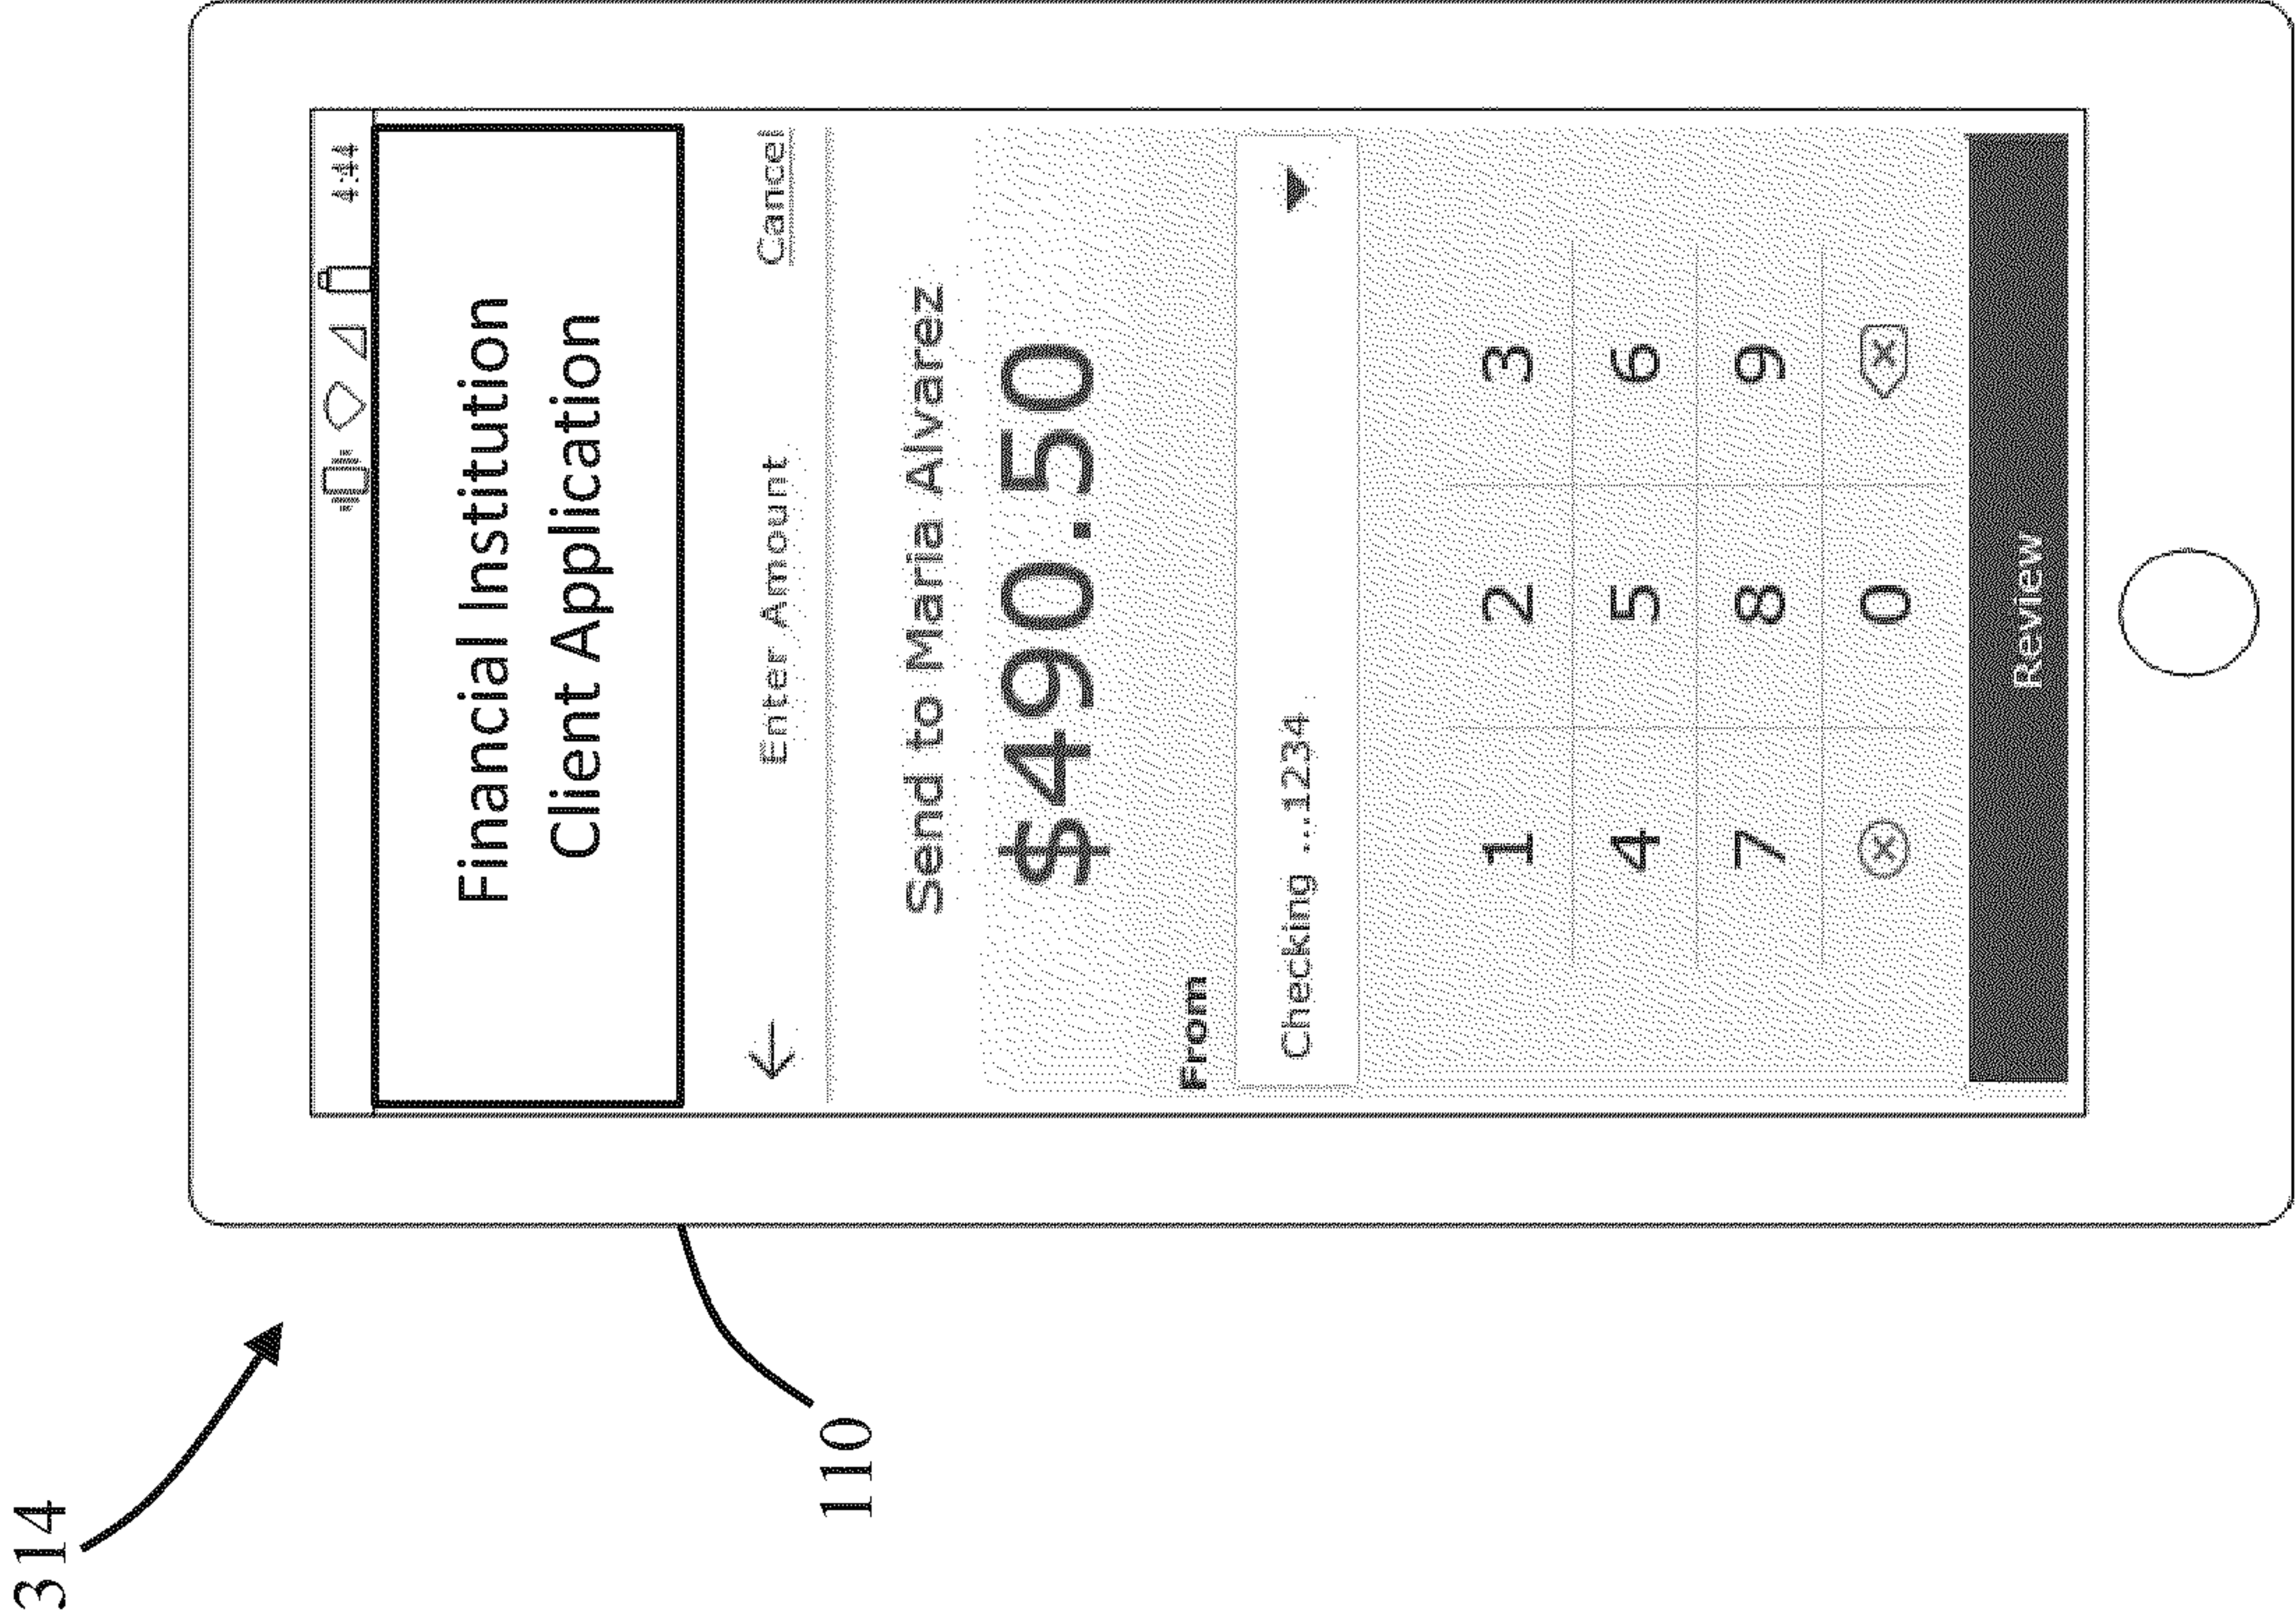 314
110
4:44
Financial Institution
Client Application
Enter Amount Cancel
Send to Maria Alvarez
$490.50
From
Checking ...1234
1 2 3
4 5 6
7 8 9
0
Review